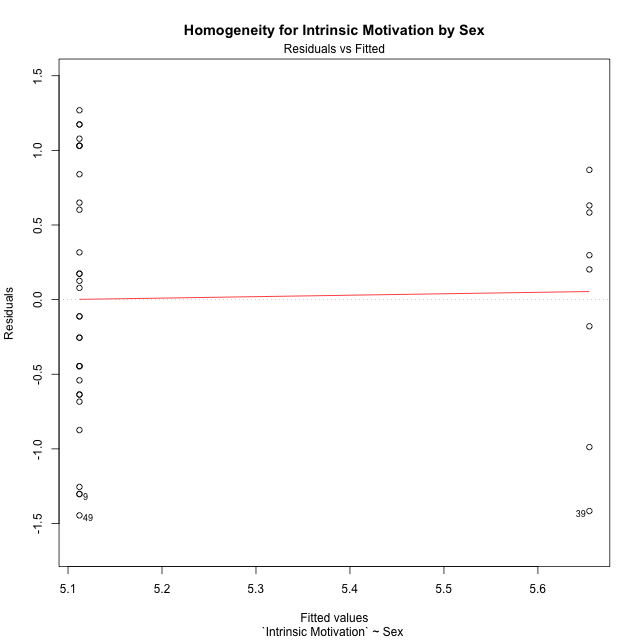 Homogeneity for Intrinsic Motivation by Sex
Residuals vs Fitted
1.5
1.0
0.5
0.0
-0.5
-1.0
-1.5
Residuals
9
49
39
5.1 5.2 5.3 5.4 5.5 5.6
Fitted values
`Intrinsic Motivation` ~ Sex